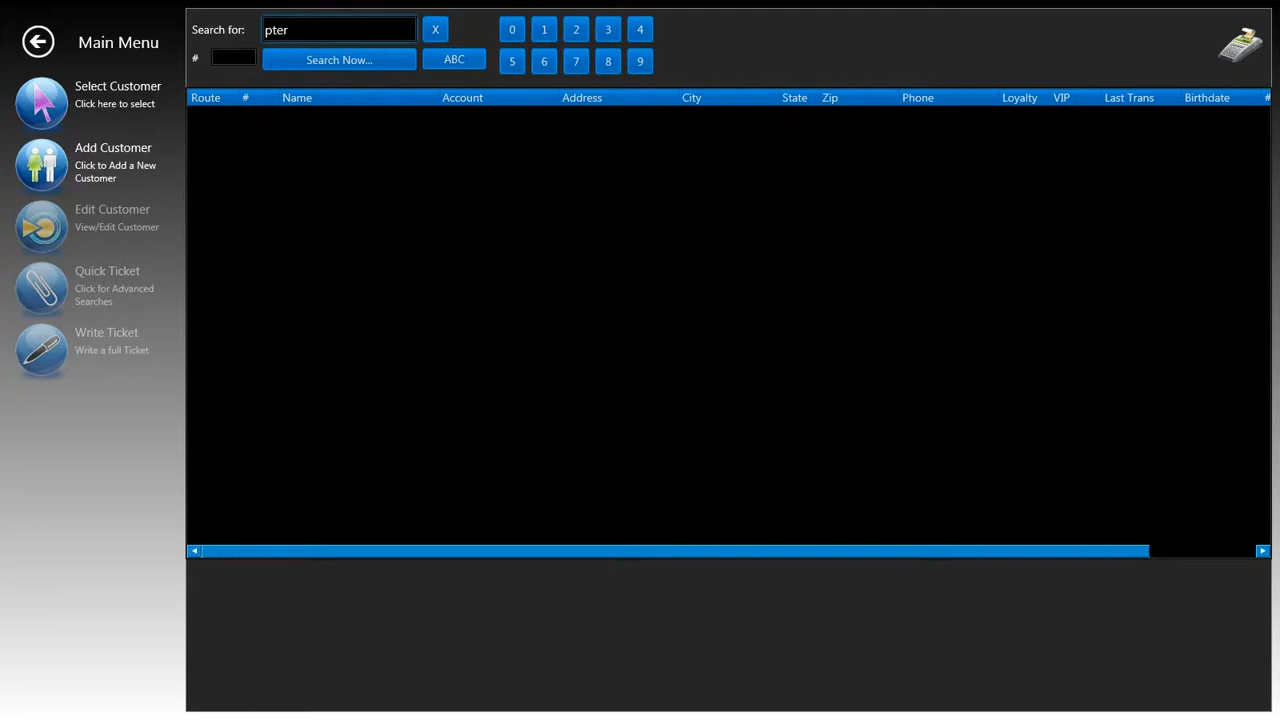 Main Menu
Select Customer
Click here to select
Add Customer
Click to Add a New
Customer
Edit Customer
View/Edit Customer
Quick Ticket
Click for Advanced
Searches
Write Ticket
Write a full Ticket
Search for: pter X 0 1 2 3 4
# Search Now... ABC 5 6 7 8 9
Route # Name Account Address City State Zip Phone Loyalty VIP Last Trans Birthdate #